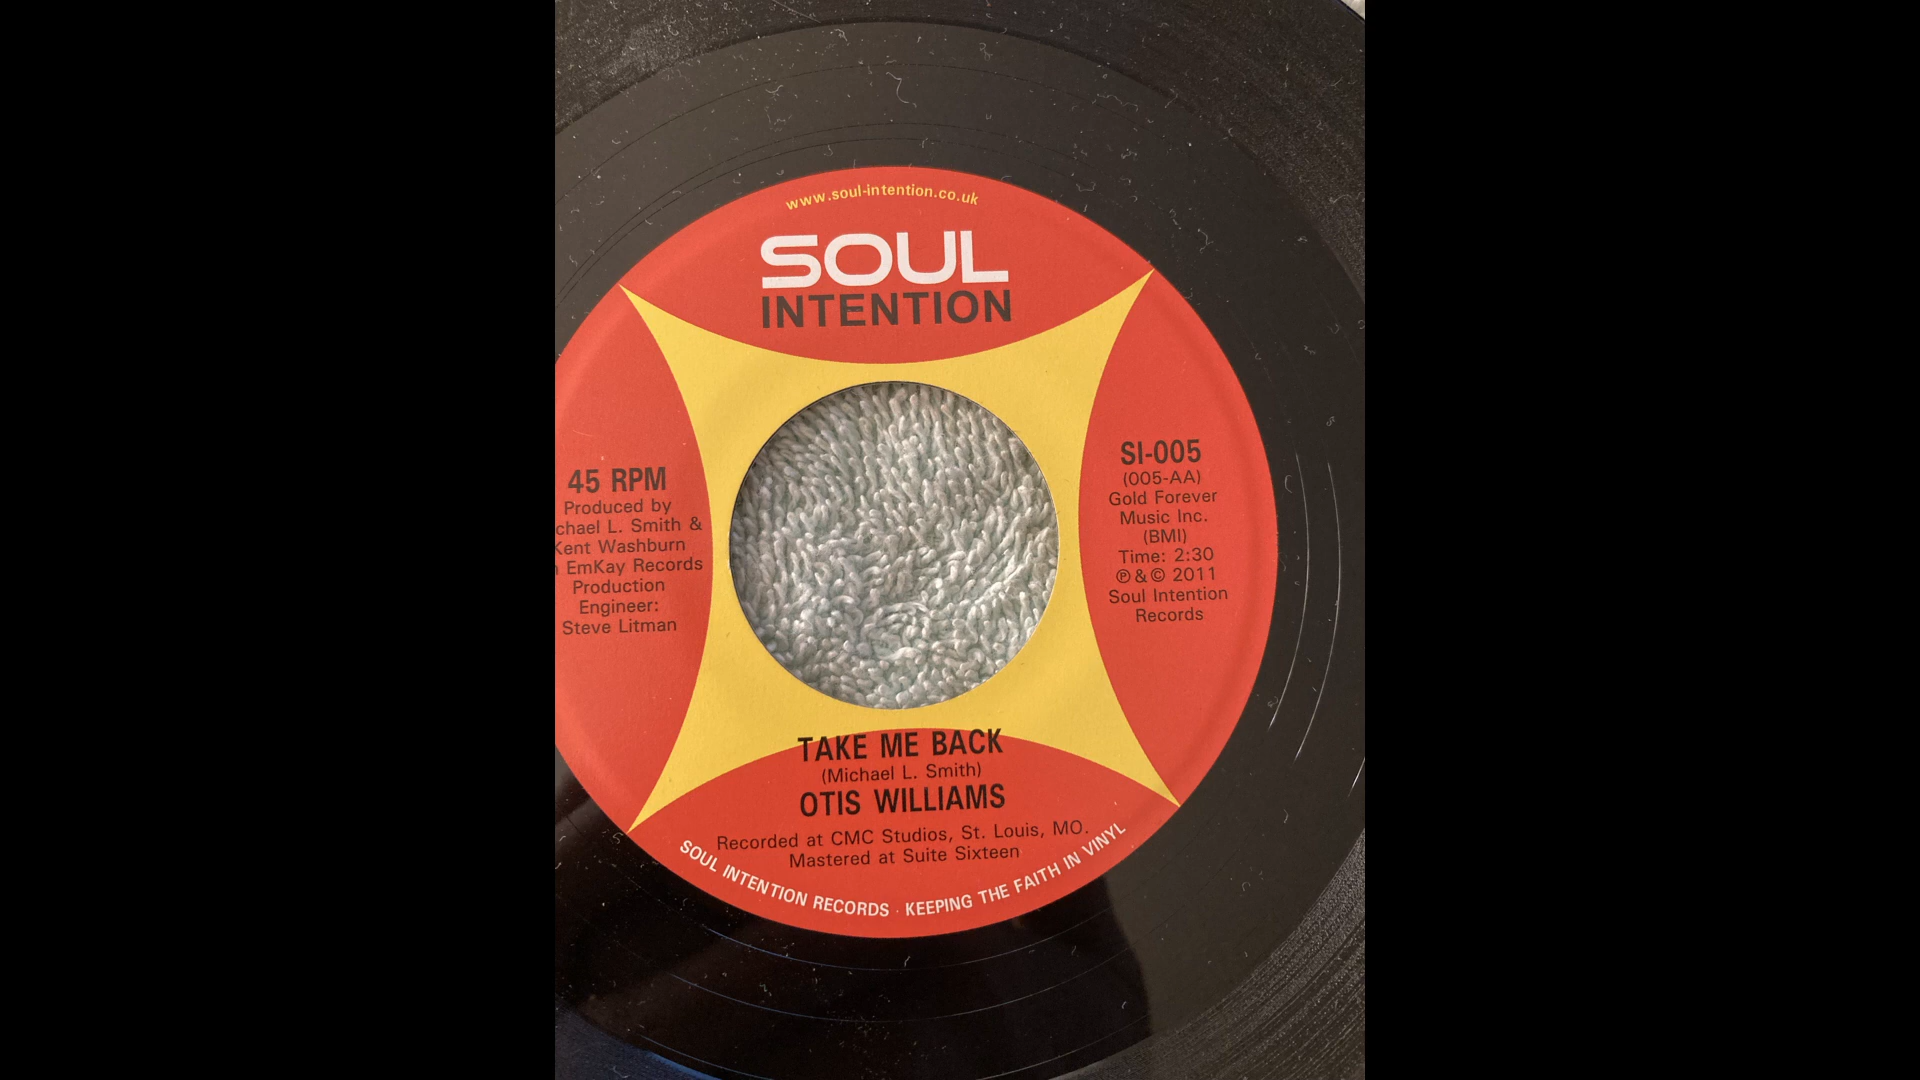 www.soul-intention.co.uk
SOUL
INTENTION
45 RPM
Produced by
chael L. Smith &
Kent Washburn
EmKay Records
Production
Engineer:
Steve Litman
SI-005
(005-AA)
Gold Forever
Music Inc.
(BMI)
Time: 2:30
℗ & © 2011
Soul Intention
Records
TAKE ME BACK
(Michael L. Smith)
OTIS WILLIAMS
Recorded at CMC Studios, St. Louis, MO.
Mastered at Suite Sixteen
SOUL INTENTION RECORDS · KEEPING THE FAITH IN VINYL